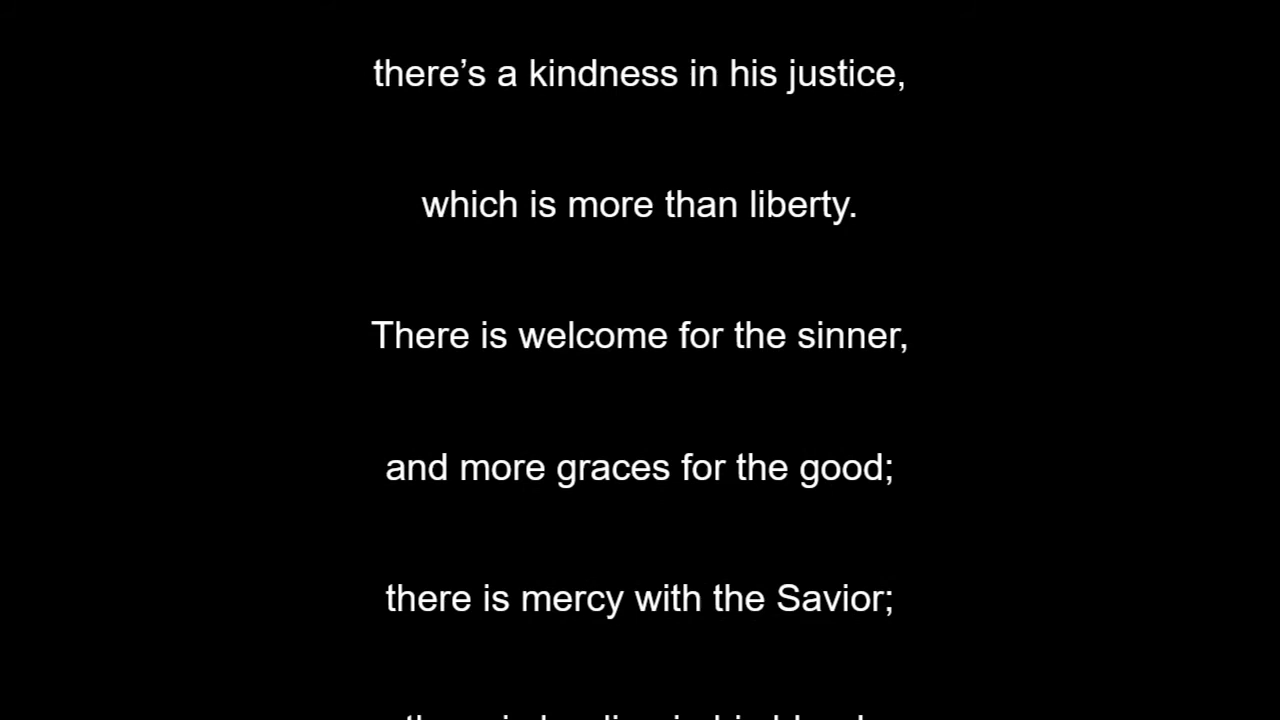 there’s a kindness in his justice,
which is more than liberty.
There is welcome for the sinner,
and more graces for the good;
there is mercy with the Savior;